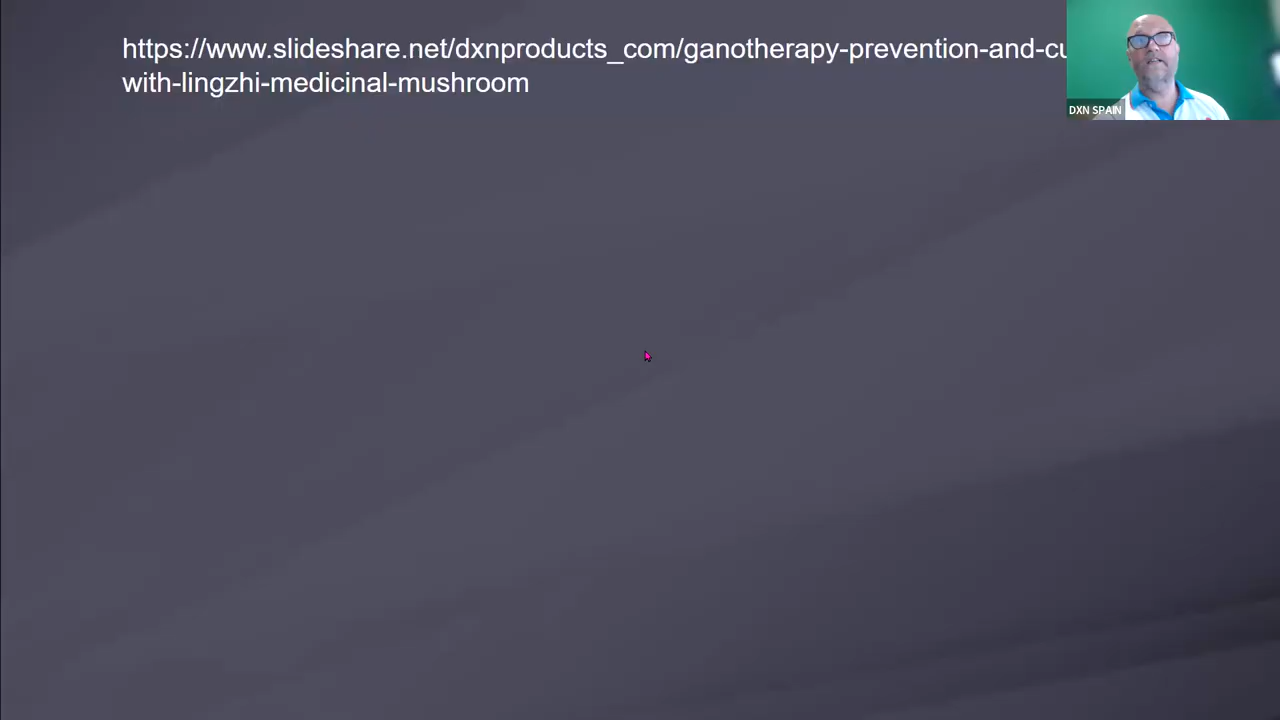 https://www.slideshare.net/dxnproducts_com/ganotherapy-prevention-and-cu
with-lingzhi-medicinal-mushroom
DXN SPAIN